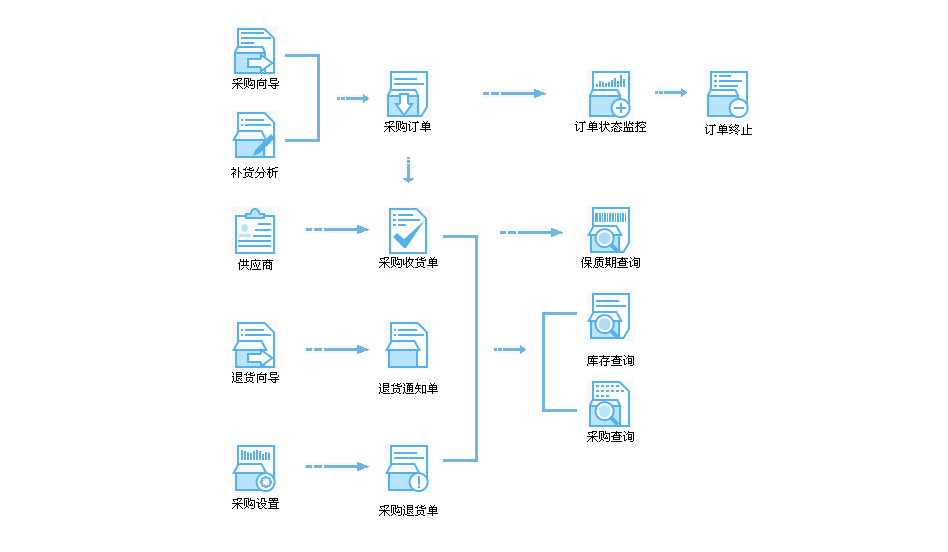 采购向导
采购订单
订单状态监控
订单终止
补货分析
供应商
采购收货单
保质期查询
库存查询
退货向导
退货通知单
采购查询
采购设置
采购退货单